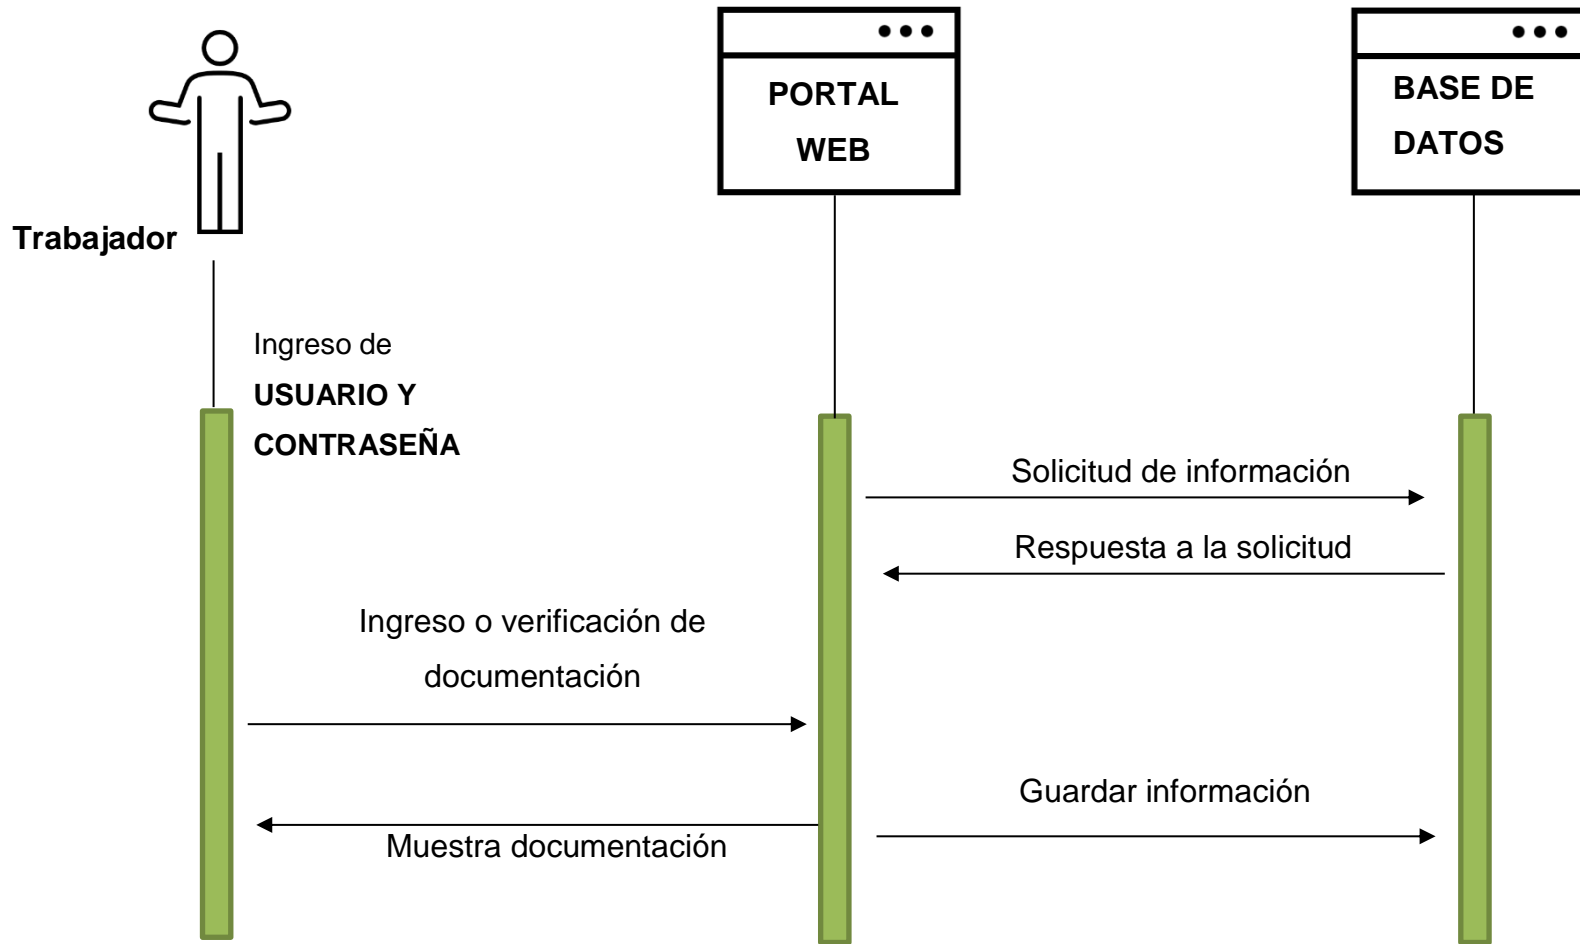 PORTAL
WEB
BASE DE
DATOS
Trabajador
Ingreso de
USUARIO Y
CONTRASEÑA
Solicitud de información
Respuesta a la solicitud
Ingreso o verificación de
documentación
Guardar información
Muestra documentación